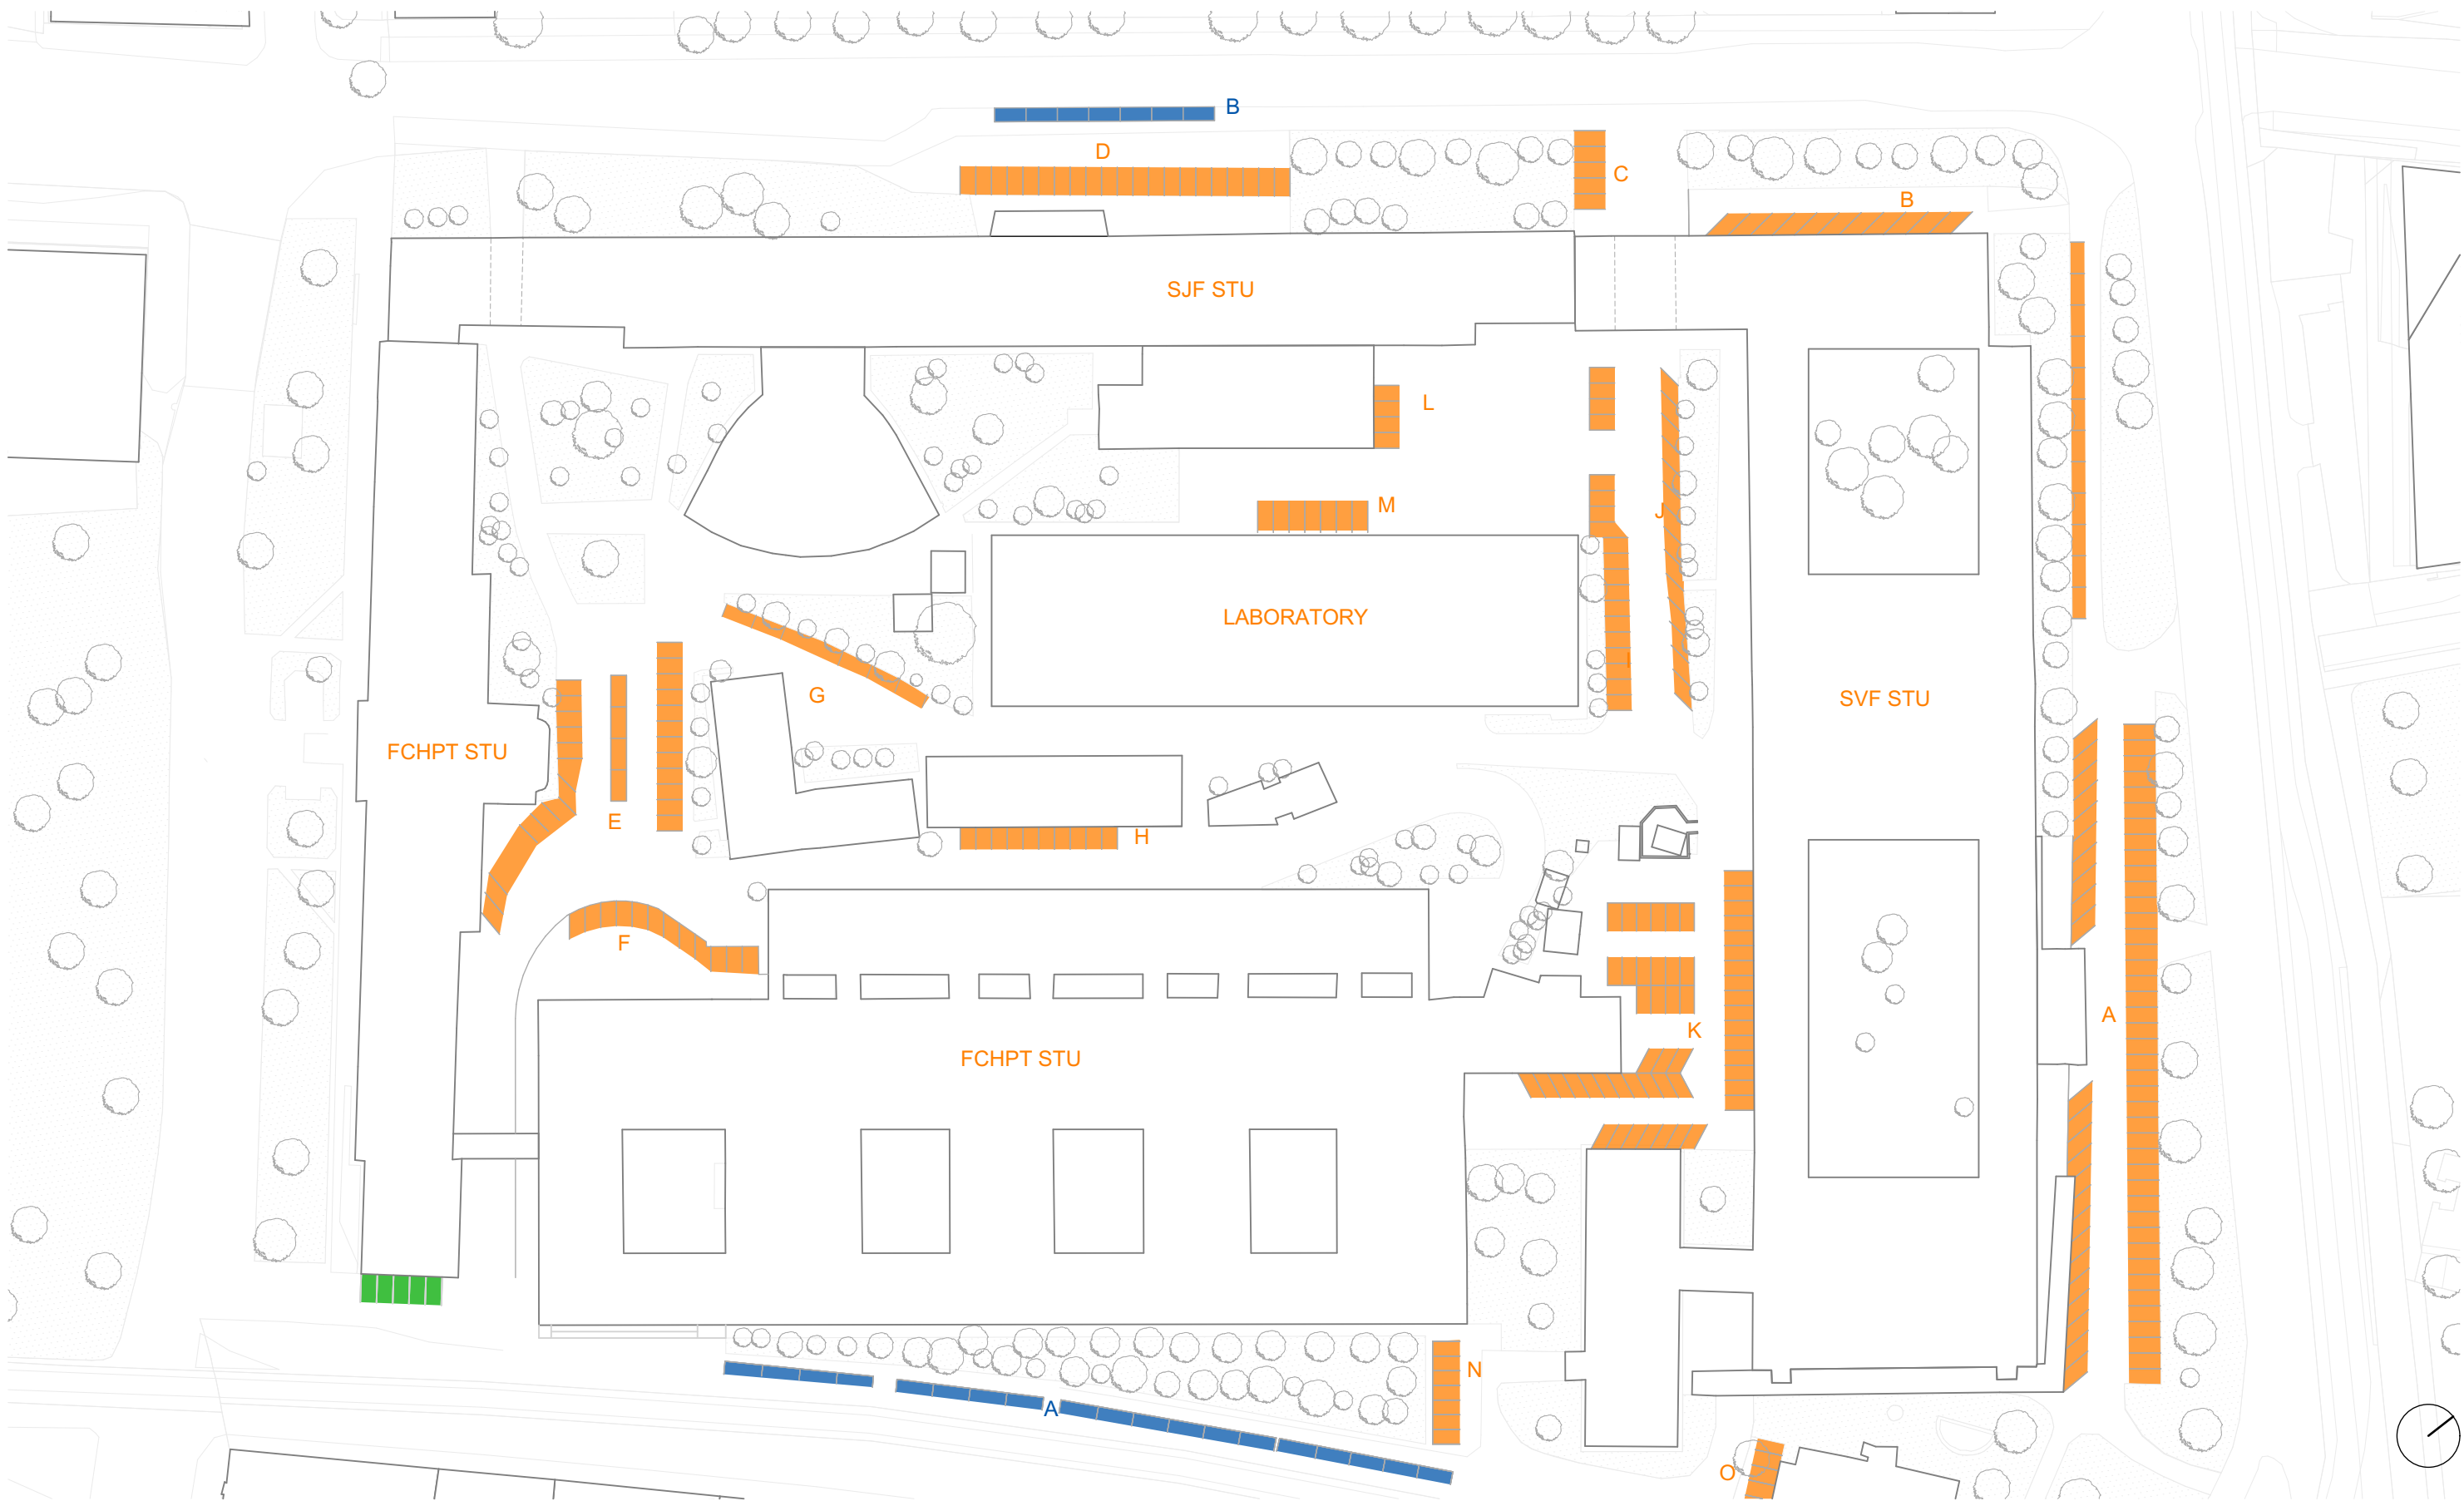 B
D
C
B
SJF STU
L
M
J
LABORATORY
I
G
SVF STU
FCHPT STU
E
H
F
A
K
FCHPT STU
N
A
O